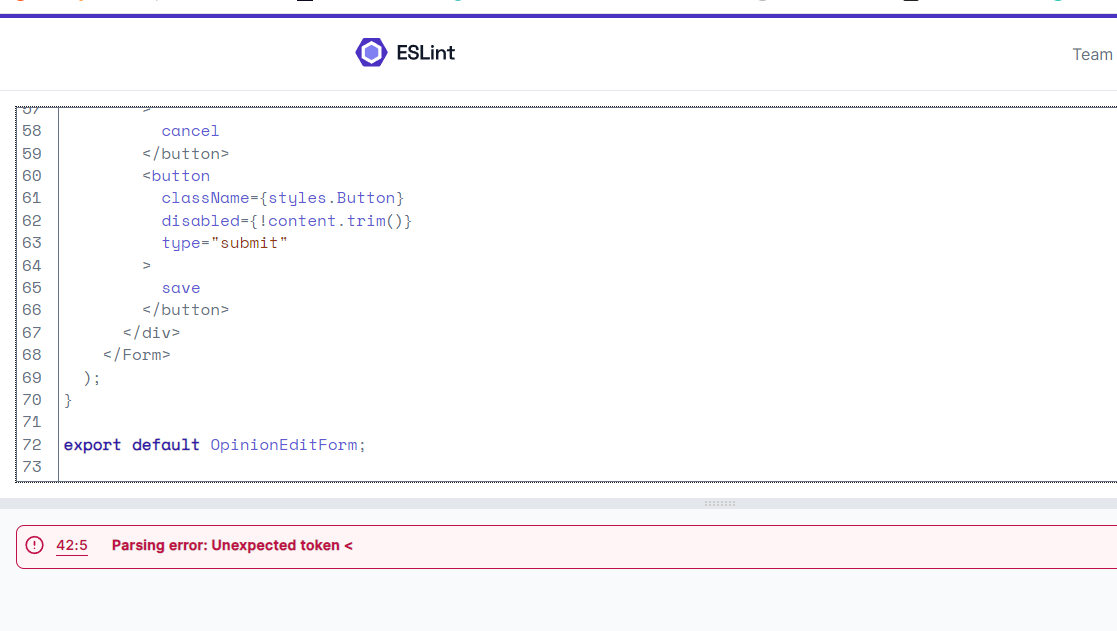 ESLint
Team
57 >
58 cancel
59 </button>
60 <button
61 className={styles.Button}
62 disabled={!content.trim()}
63 type="submit"
64 >
65 save
66 </button>
67 </div>
68 </Form>
69 );
70 }
71
72 export default OpinionEditForm;
73
42:5 Parsing error: Unexpected token <